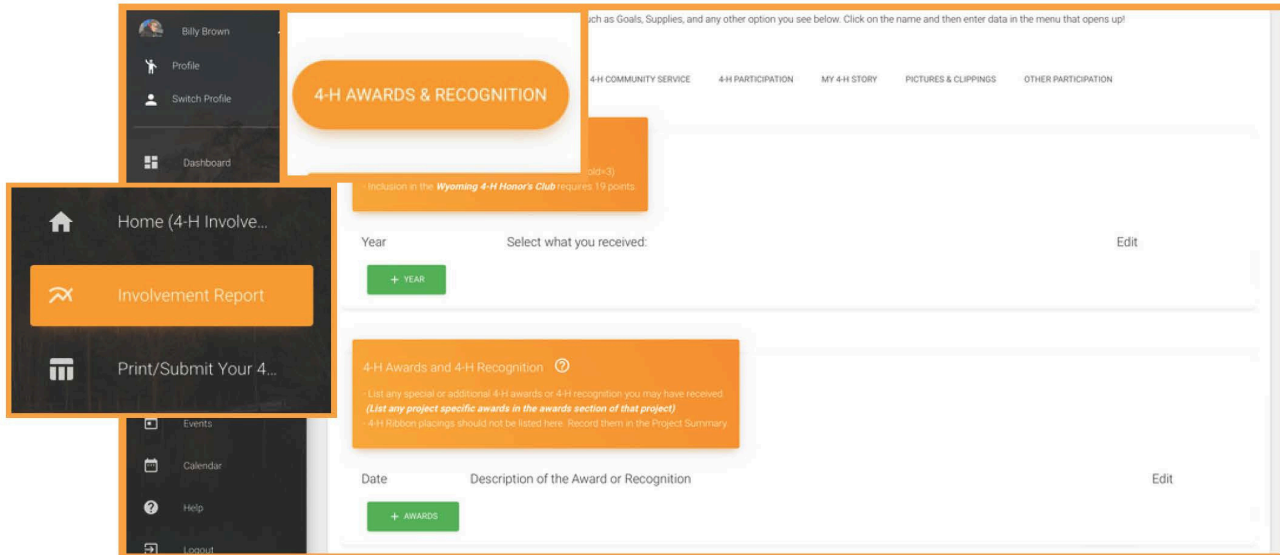 Billy Brown
Profile
Switch Profile
Dashboard
Home (4-H Involve...
Involvement Report
Print/Submit Your 4...
Events
Calendar
Help
Logout
such as Goals, Supplies, and any other option you see below. Click on the name and then enter data in the menu that opens up!
4-H AWARDS & RECOGNITION
4-H COMMUNITY SERVICE
4-H PARTICIPATION
MY 4-H STORY
PICTURES & CLIPPINGS
OTHER PARTICIPATION
old=3)
- Inclusion in the Wyoming 4-H Honor's Club requires 19 points.
Year Select what you received: Edit
+ YEAR
4-H Awards and 4-H Recognition
- List any special or additional 4-H awards or 4-H recognition you may have received.
(List any project specific awards in the awards section of that project)
- 4-H Ribbon placings should not be listed here. Record them in the Project Summary.
Date Description of the Award or Recognition Edit
+ AWARDS